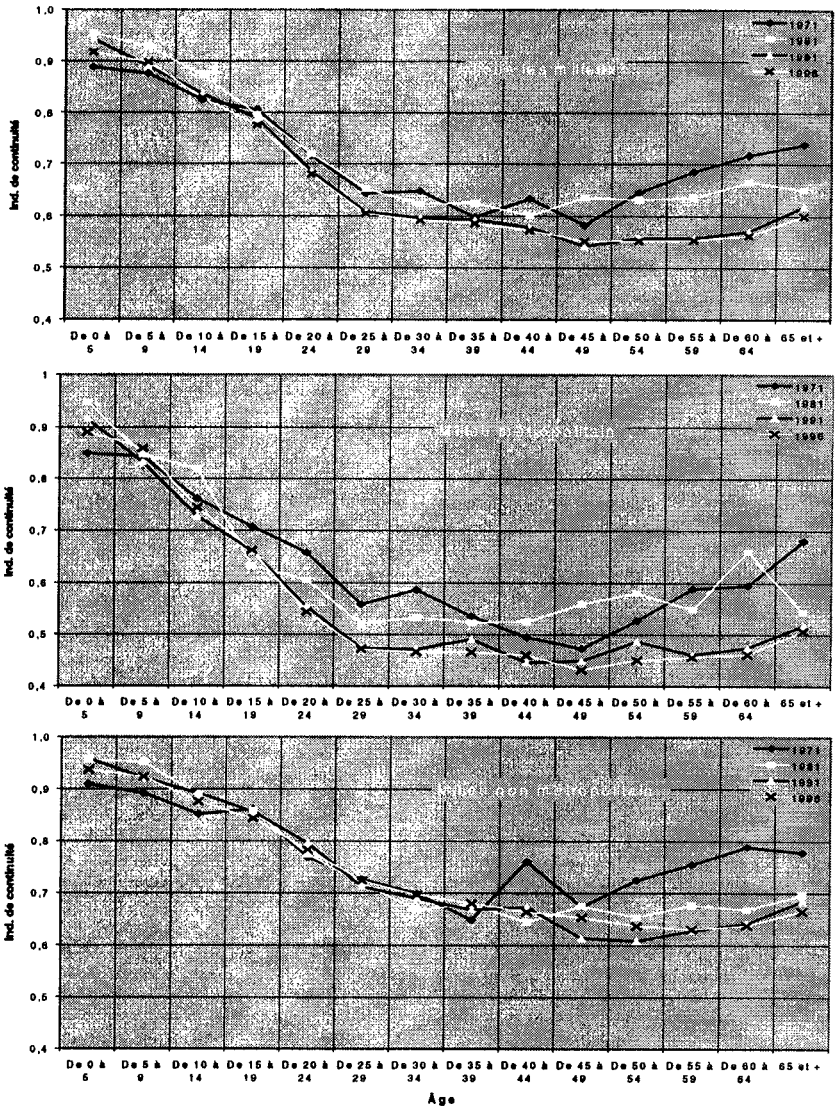 1,0
0,9
0,8
0,7
0,6
0,5
0,4
Ind. de continuité
1971
1981
1991
1996
De 0 à 5
De 5 à 9
De 10 à 14
De 15 à 19
De 20 à 24
De 25 à 29
De 30 à 34
De 35 à 39
De 40 à 44
De 45 à 49
De 50 à 54
De 55 à 59
De 60 à 64
65 et +
1
0,9
0,8
0,7
0,6
0,5
0,4
Ind. de continuité
1971
1981
1991
1996
De 0 à 5
De 5 à 9
De 10 à 14
De 15 à 19
De 20 à 24
De 25 à 29
De 30 à 34
De 35 à 39
De 40 à 44
De 45 à 49
De 50 à 54
De 55 à 59
De 60 à 64
65 et +
1,0
0,9
0,8
0,7
0,6
0,5
0,4
Ind. de continuité
Milieu non métropolitain
1971
1981
1991
1996
De 0 à 5
De 5 à 9
De 10 à 14
De 15 à 19
De 20 à 24
De 25 à 29
De 30 à 34
De 35 à 39
De 40 à 44
De 45 à 49
De 50 à 54
De 55 à 59
De 60 à 64
65 et +
Âge